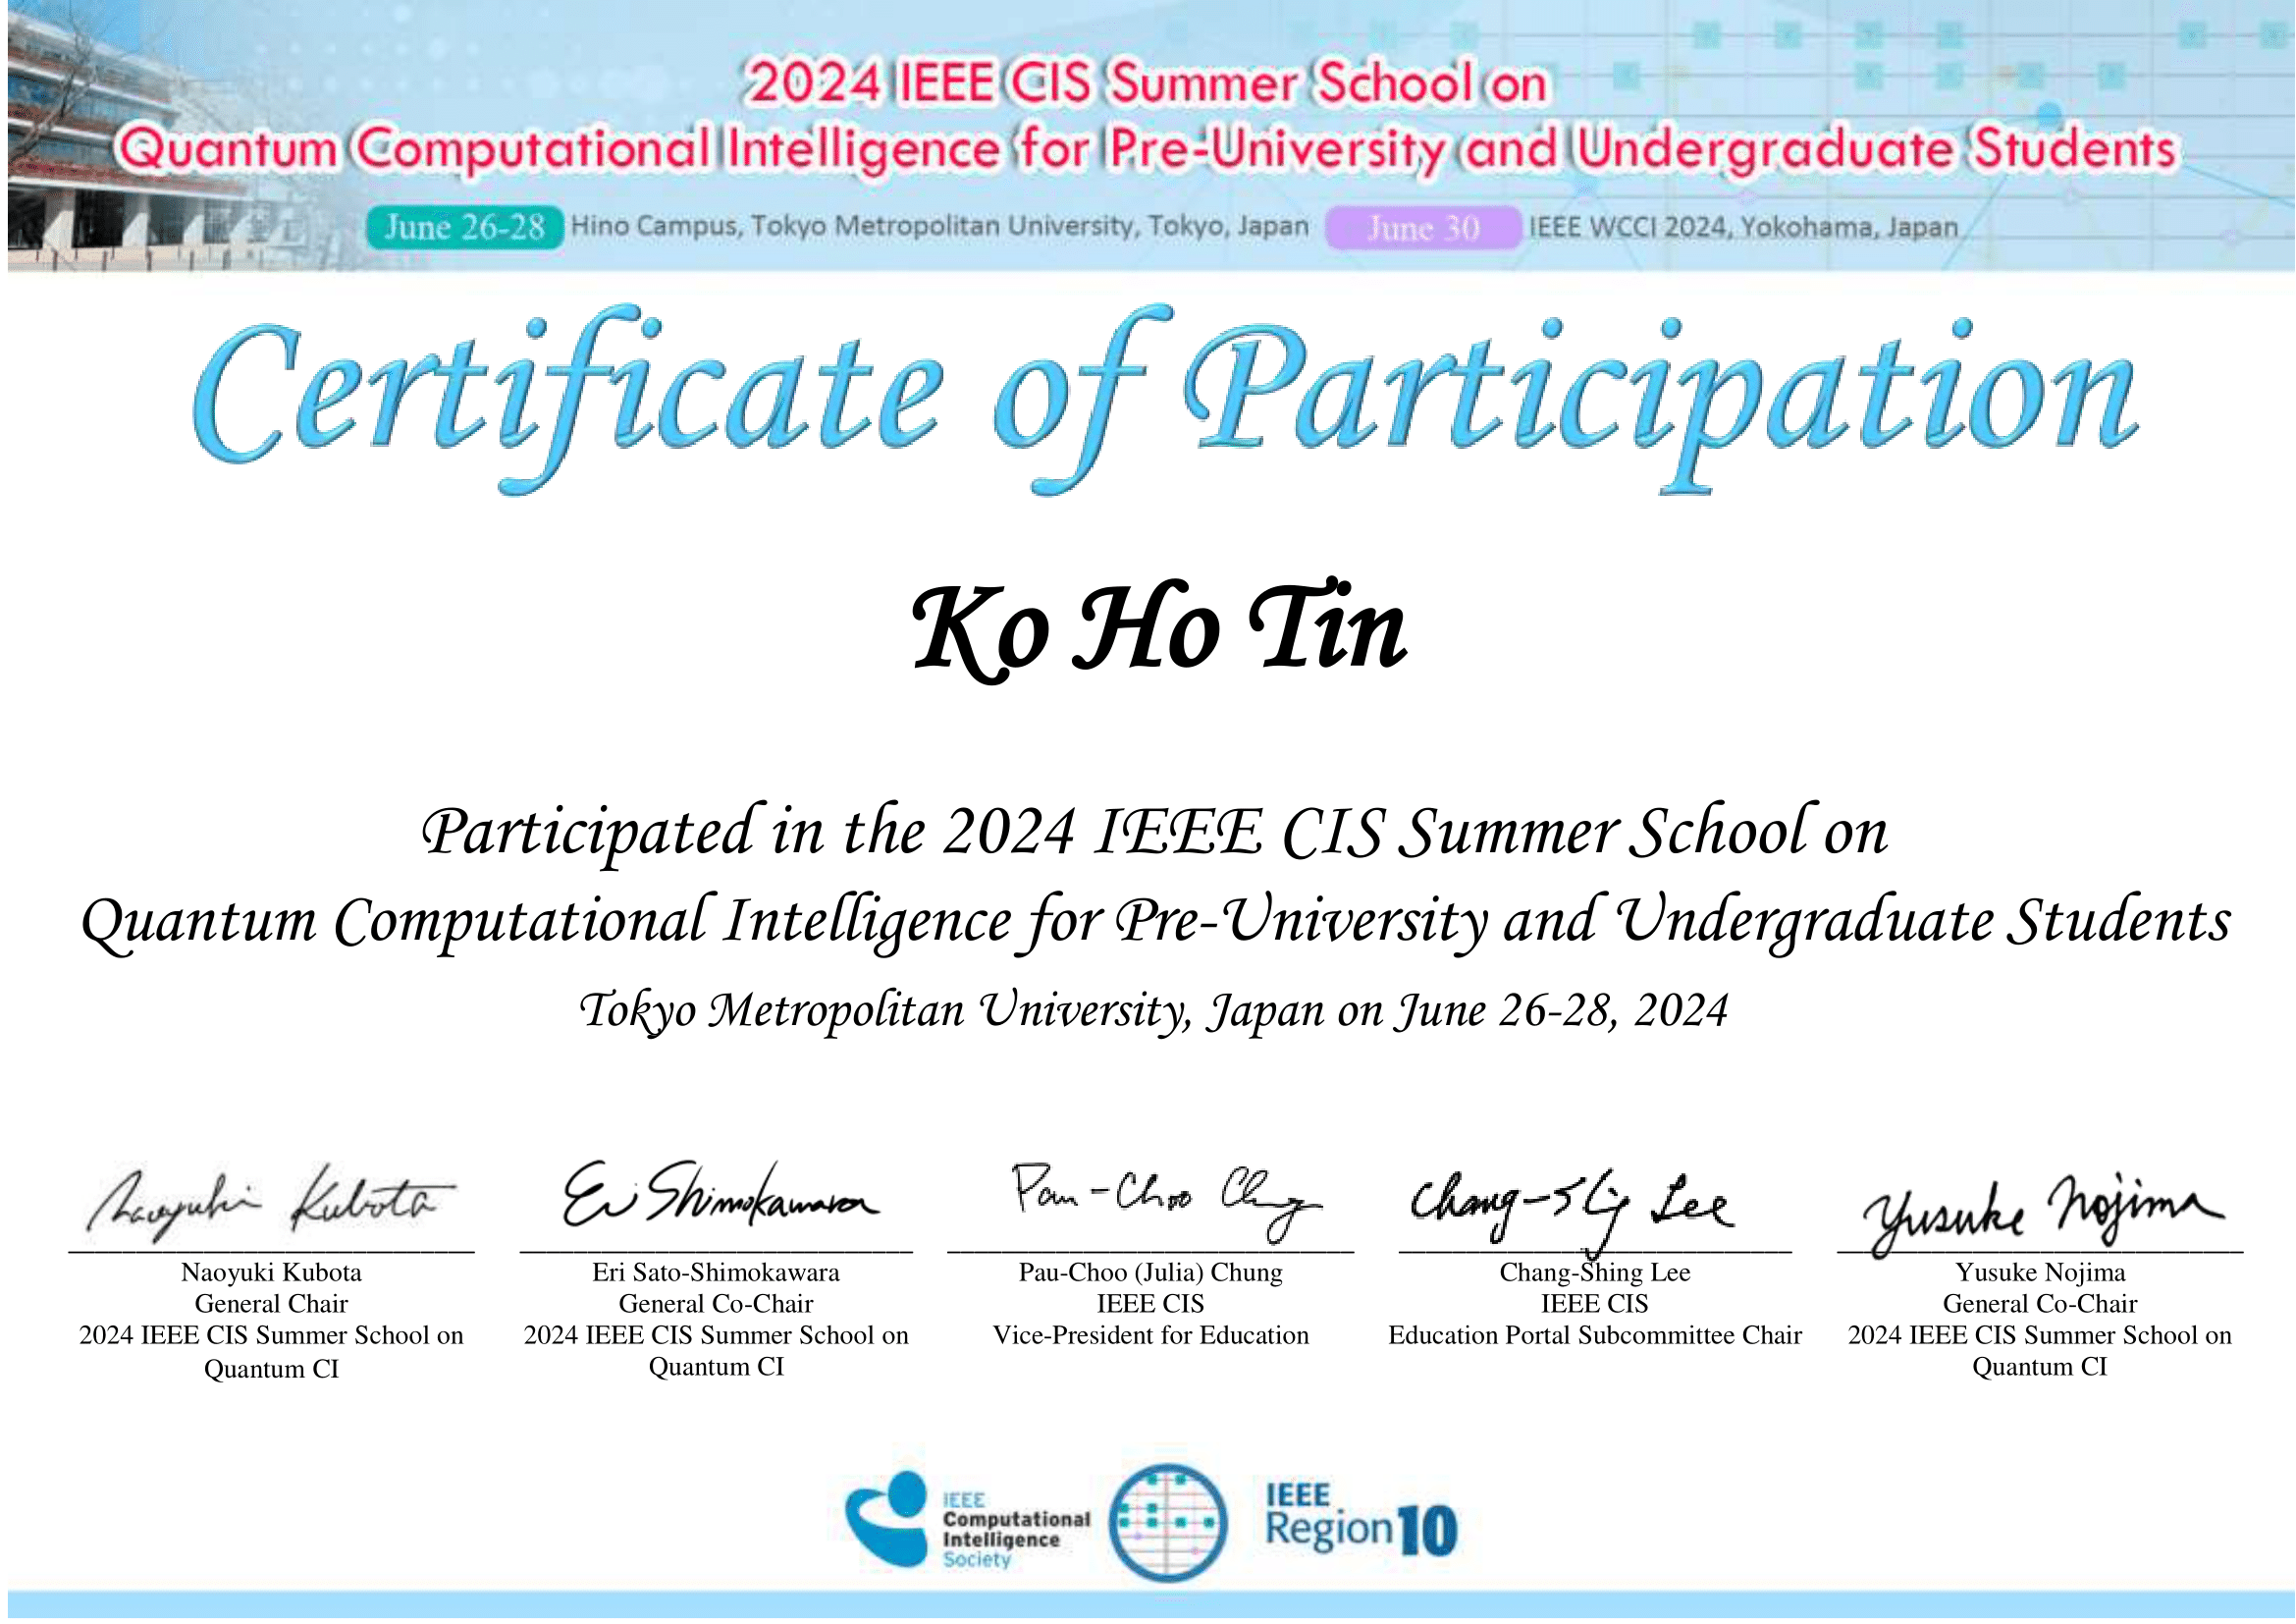 2024 IEEE CIS Summer School on
Quantum Computational Intelligence for Pre-University and Undergraduate Students
June 26-28 Hino Campus, Tokyo Metropolitan University, Tokyo, Japan June 30 IEEE WCCI 2024, Yokohama, Japan
Certificate of Participation
Ko Ho Tin
Participated in the 2024 IEEE CIS Summer School on
Quantum Computational Intelligence for Pre-University and Undergraduate Students
Tokyo Metropolitan University, Japan on June 26-28, 2024
Naoyuki Kubota
Eri Shimokawara
Pau-Choo Chung
Chang-Shing Lee
Yusuke Nojima
Naoyuki Kubota
General Chair
2024 IEEE CIS Summer School on
Quantum CI
Eri Sato-Shimokawara
General Co-Chair
2024 IEEE CIS Summer School on
Quantum CI
Pau-Choo (Julia) Chung
IEEE CIS
Vice-President for Education
Chang-Shing Lee
IEEE CIS
Education Portal Subcommittee Chair
Yusuke Nojima
General Co-Chair
2024 IEEE CIS Summer School on
Quantum CI
IEEE
Computational
Intelligence
Society
IEEE
Region 10